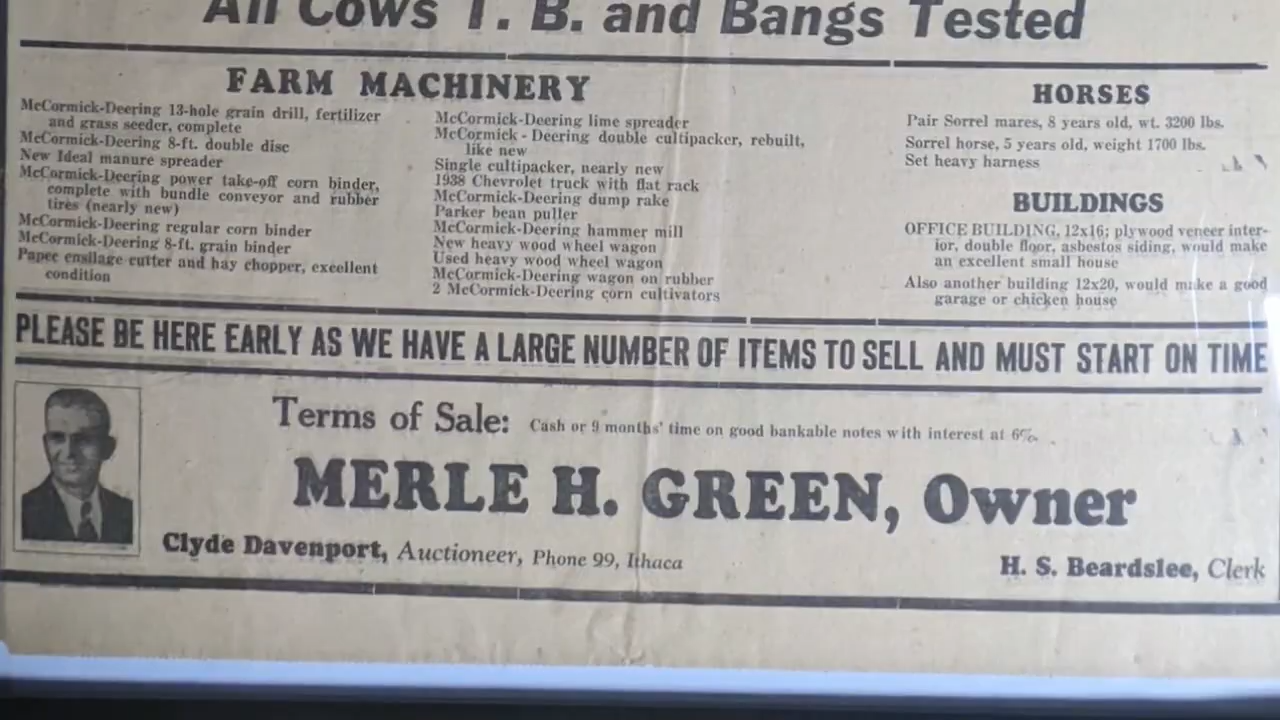 All Cows T. B. and Bangs Tested
FARM MACHINERY
McCormick-Deering 13-hole grain drill, fertilizer
and grass seeder, complete
McCormick-Deering 8-ft. double disc
New Ideal manure spreader
McCormick-Deering power take-off corn binder,
complete with bundle conveyor and rubber
tires (nearly new)
McCormick-Deering regular corn binder
McCormick-Deering 8-ft. grain binder
Papec ensilage cutter and hay chopper, excellent
condition
McCormick-Deering lime spreader
McCormick - Deering double cultipacker, rebuilt,
like new
Single cultipacker, nearly new
1938 Chevrolet truck with flat rack
McCormick-Deering dump rake
Parker bean puller
McCormick-Deering hammer mill
New heavy wood wheel wagon
Used heavy wood wheel wagon
McCormick-Deering wagon on rubber
2 McCormick-Deering corn cultivators
HORSES
Pair Sorrel mares, 8 years old, wt. 3200 lbs.
Sorrel horse, 5 years old, weight 1700 lbs.
Set heavy harness
BUILDINGS
OFFICE BUILDING, 12x16; plywood veneer inter-
ior, double floor, asbestos siding, would make
an excellent small house
Also another building 12x20, would make a good
garage or chicken house
PLEASE BE HERE EARLY AS WE HAVE A LARGE NUMBER OF ITEMS TO SELL AND MUST START ON TIME
Terms of Sale: Cash or 9 months' time on good bankable notes with interest at 6%.
MERLE H. GREEN, Owner
Clyde Davenport, Auctioneer, Phone 99, Ithaca
H. S. Beardslee, Clerk